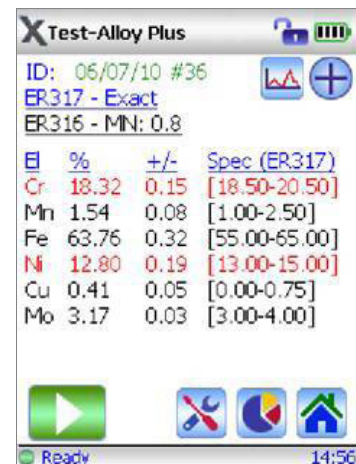 XTest-Alloy Plus
ID: 06/07/10 #36
ER317 - Exact
ER316 - MN: 0.8
El % +/- Spec (ER317)
Cr 18.32 0.15 [18.50-20.50]
Mn 1.54 0.08 [1.00-2.50]
Fe 63.76 0.32 [55.00-65.00]
Ni 12.80 0.19 [13.00-15.00]
Cu 0.41 0.05 [0.00-0.75]
Mo 3.17 0.03 [3.00-4.00]
Ready 14:56